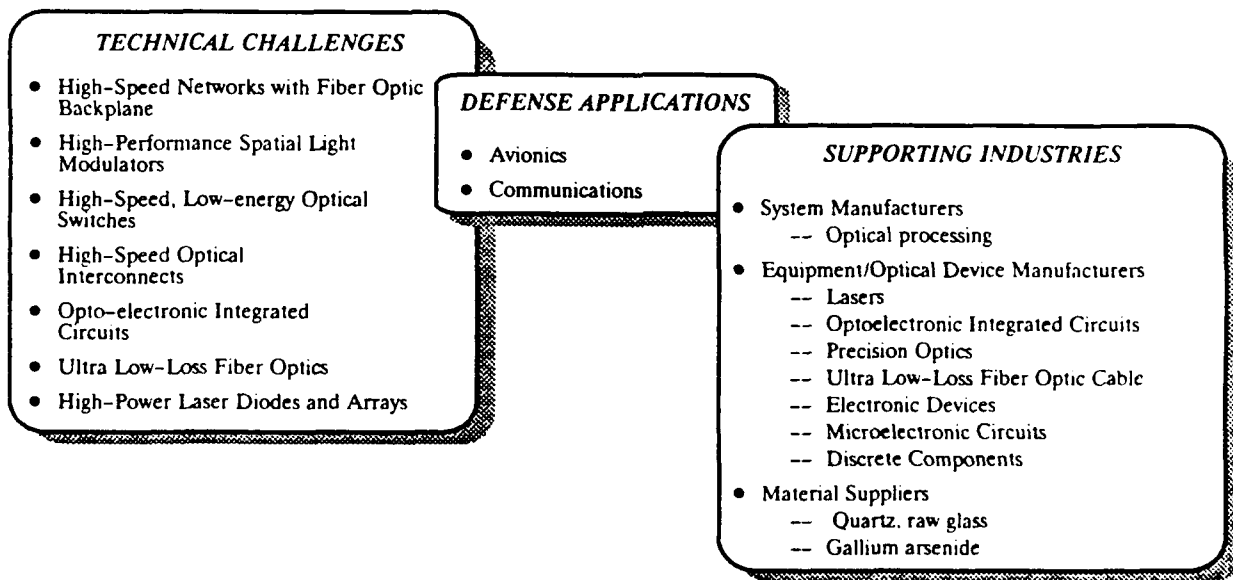 TECHNICAL CHALLENGES
• High-Speed Networks with Fiber Optic
Backplane
• High-Performance Spatial Light
Modulators
• High-Speed, Low-energy Optical
Switches
• High-Speed Optical
Interconnects
• Opto-electronic Integrated
Circuits
• Ultra Low-Loss Fiber Optics
• High-Power Laser Diodes and Arrays
DEFENSE APPLICATIONS
• Avionics
• Communications
SUPPORTING INDUSTRIES
• System Manufacturers
-- Optical processing
• Equipment/Optical Device Manufacturers
-- Lasers
-- Optoelectronic Integrated Circuits
-- Precision Optics
-- Ultra Low-Loss Fiber Optic Cable
-- Electronic Devices
-- Microelectronic Circuits
-- Discrete Components
• Material Suppliers
-- Quartz, raw glass
-- Gallium arsenide